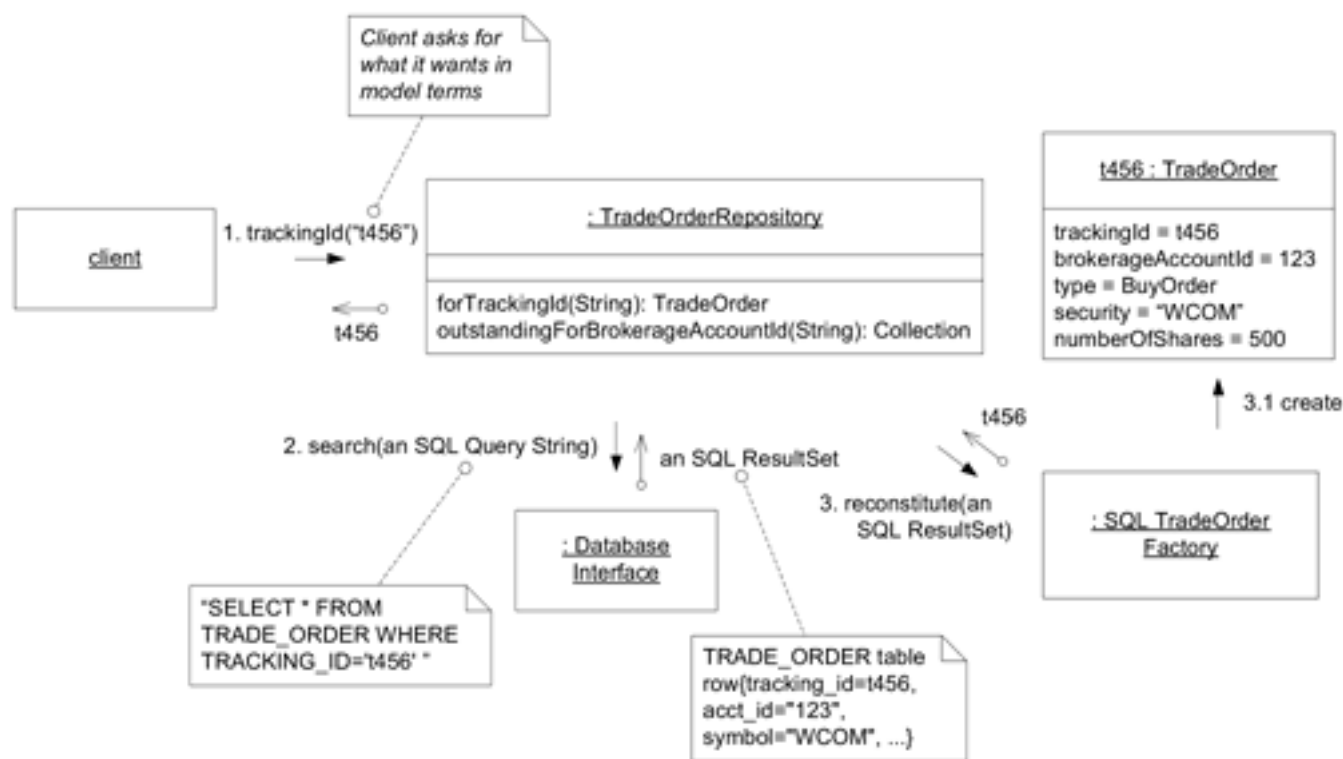 Client asks for
what it wants in
model terms
client
1. trackingId("t456")
t456
: TradeOrderRepository
forTrackingId(String): TradeOrder
outstandingForBrokerageAccountId(String): Collection
t456 : TradeOrder
trackingId = t456
brokerageAccountId = 123
type = BuyOrder
security = "WCOM"
numberOfShares = 500
2. search(an SQL Query String)
an SQL ResultSet
t456
3. reconstitute(an
SQL ResultSet)
3.1 create
: Database
Interface
: SQL TradeOrder
Factory
"SELECT * FROM
TRADE_ORDER WHERE
TRACKING_ID='t456' "
TRADE_ORDER table
row{tracking_id=t456,
acct_id="123",
symbol="WCOM", ...}